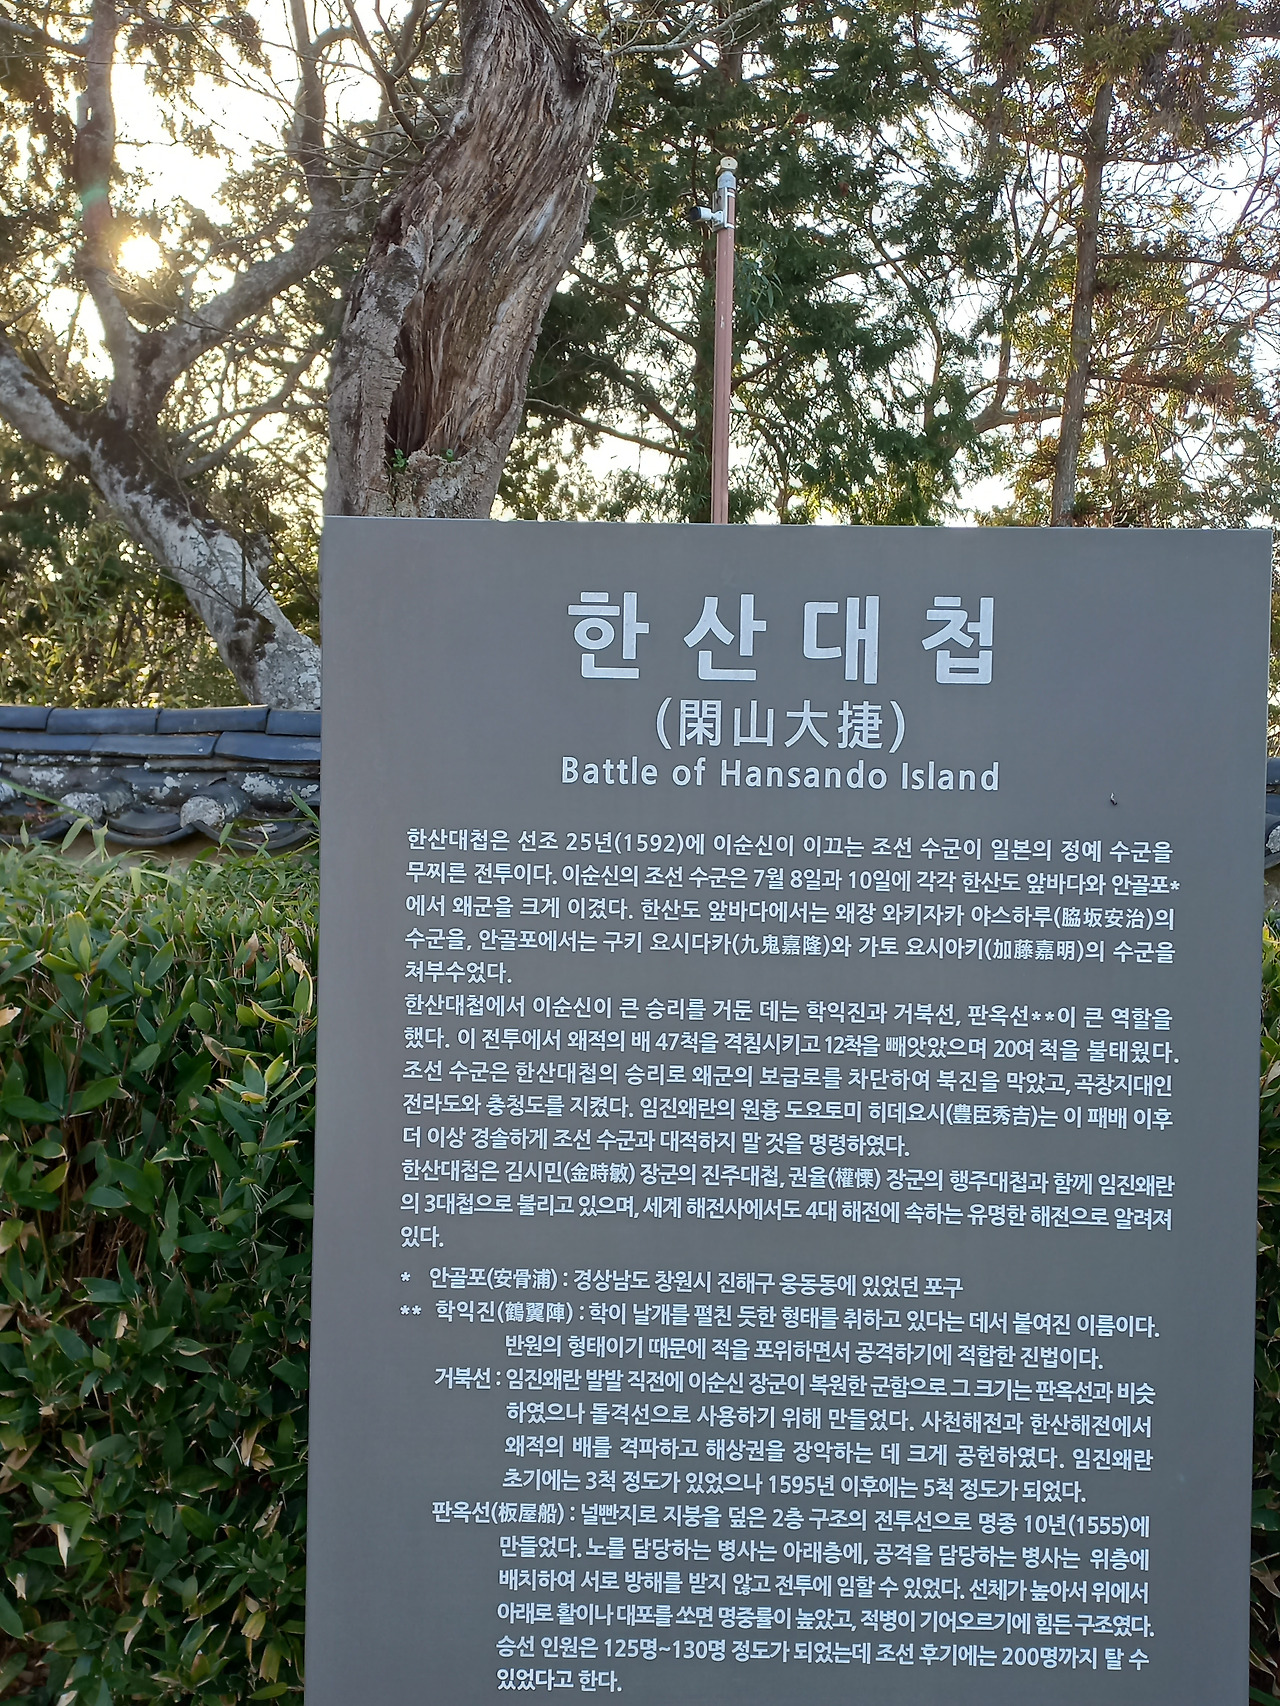 한산대첩
(閑山大捷)
Battle of Hansando Island
한산대첩은 선조 25년(1592)에 이순신이 이끄는 조선 수군이 일본의 정예 수군을
무찌른 전투이다. 이순신의 조선 수군은 7월 8일과 10일에 각각 한산도 앞바다와 안골포*
에서 왜군을 크게 이겼다. 한산도 앞바다에서는 왜장 와키자카 야스하루(脇坂安治)의
수군을, 안골포에서는 구키 요시다카(九鬼嘉隆)와 가토 요시아키(加藤嘉明)의 수군을
쳐부수었다.
한산대첩에서 이순신이 큰 승리를 거둔 데는 학익진과 거북선, 판옥선**이 큰 역할을
했다. 이 전투에서 왜적의 배 47척을 격침시키고 12척을 빼앗았으며 20여 척을 불태웠다.
조선 수군은 한산대첩의 승리로 왜군의 보급로를 차단하여 북진을 막았고, 곡창지대인
전라도와 충청도를 지켰다. 임진왜란의 원흉 도요토미 히데요시(豊臣秀吉)는 이 패배 이후
더 이상 경솔하게 조선 수군과 대적하지 말 것을 명령하였다.
한산대첩은 김시민(金時敏) 장군의 진주대첩, 권율(權慄) 장군의 행주대첩과 함께 임진왜란
의 3대첩으로 불리고 있으며, 세계 해전사에서도 4대 해전에 속하는 유명한 해전으로 알려져
있다.
* 안골포(安骨浦) : 경상남도 창원시 진해구 웅동동에 있었던 포구
** 학익진(鶴翼陣) : 학이 날개를 펼친 듯한 형태를 취하고 있다는 데서 붙여진 이름이다.
반원의 형태이기 때문에 적을 포위하면서 공격하기에 적합한 진법이다.
거북선 : 임진왜란 발발 직전에 이순신 장군이 복원한 군함으로 그 크기는 판옥선과 비슷
하였으나 돌격선으로 사용하기 위해 만들었다. 사천해전과 한산해전에서
왜적의 배를 격파하고 해상권을 장악하는 데 크게 공헌하였다. 임진왜란
초기에는 3척 정도가 있었으나 1595년 이후에는 5척 정도가 되었다.
판옥선(板屋船) : 널빤지로 지붕을 덮은 2층 구조의 전투선으로 명종 10년(1555)에
만들었다. 노를 담당하는 병사는 아래층에, 공격을 담당하는 병사는 위층에
배치하여 서로 방해를 받지 않고 전투에 임할 수 있었다. 선체가 높아서 위에서
아래로 활이나 대포를 쏘면 명중률이 높았고, 적병이 기어오르기에 힘든 구조였다.
승선 인원은 125명~130명 정도가 되었는데 조선 후기에는 200명까지 탈 수
있었다고 한다.